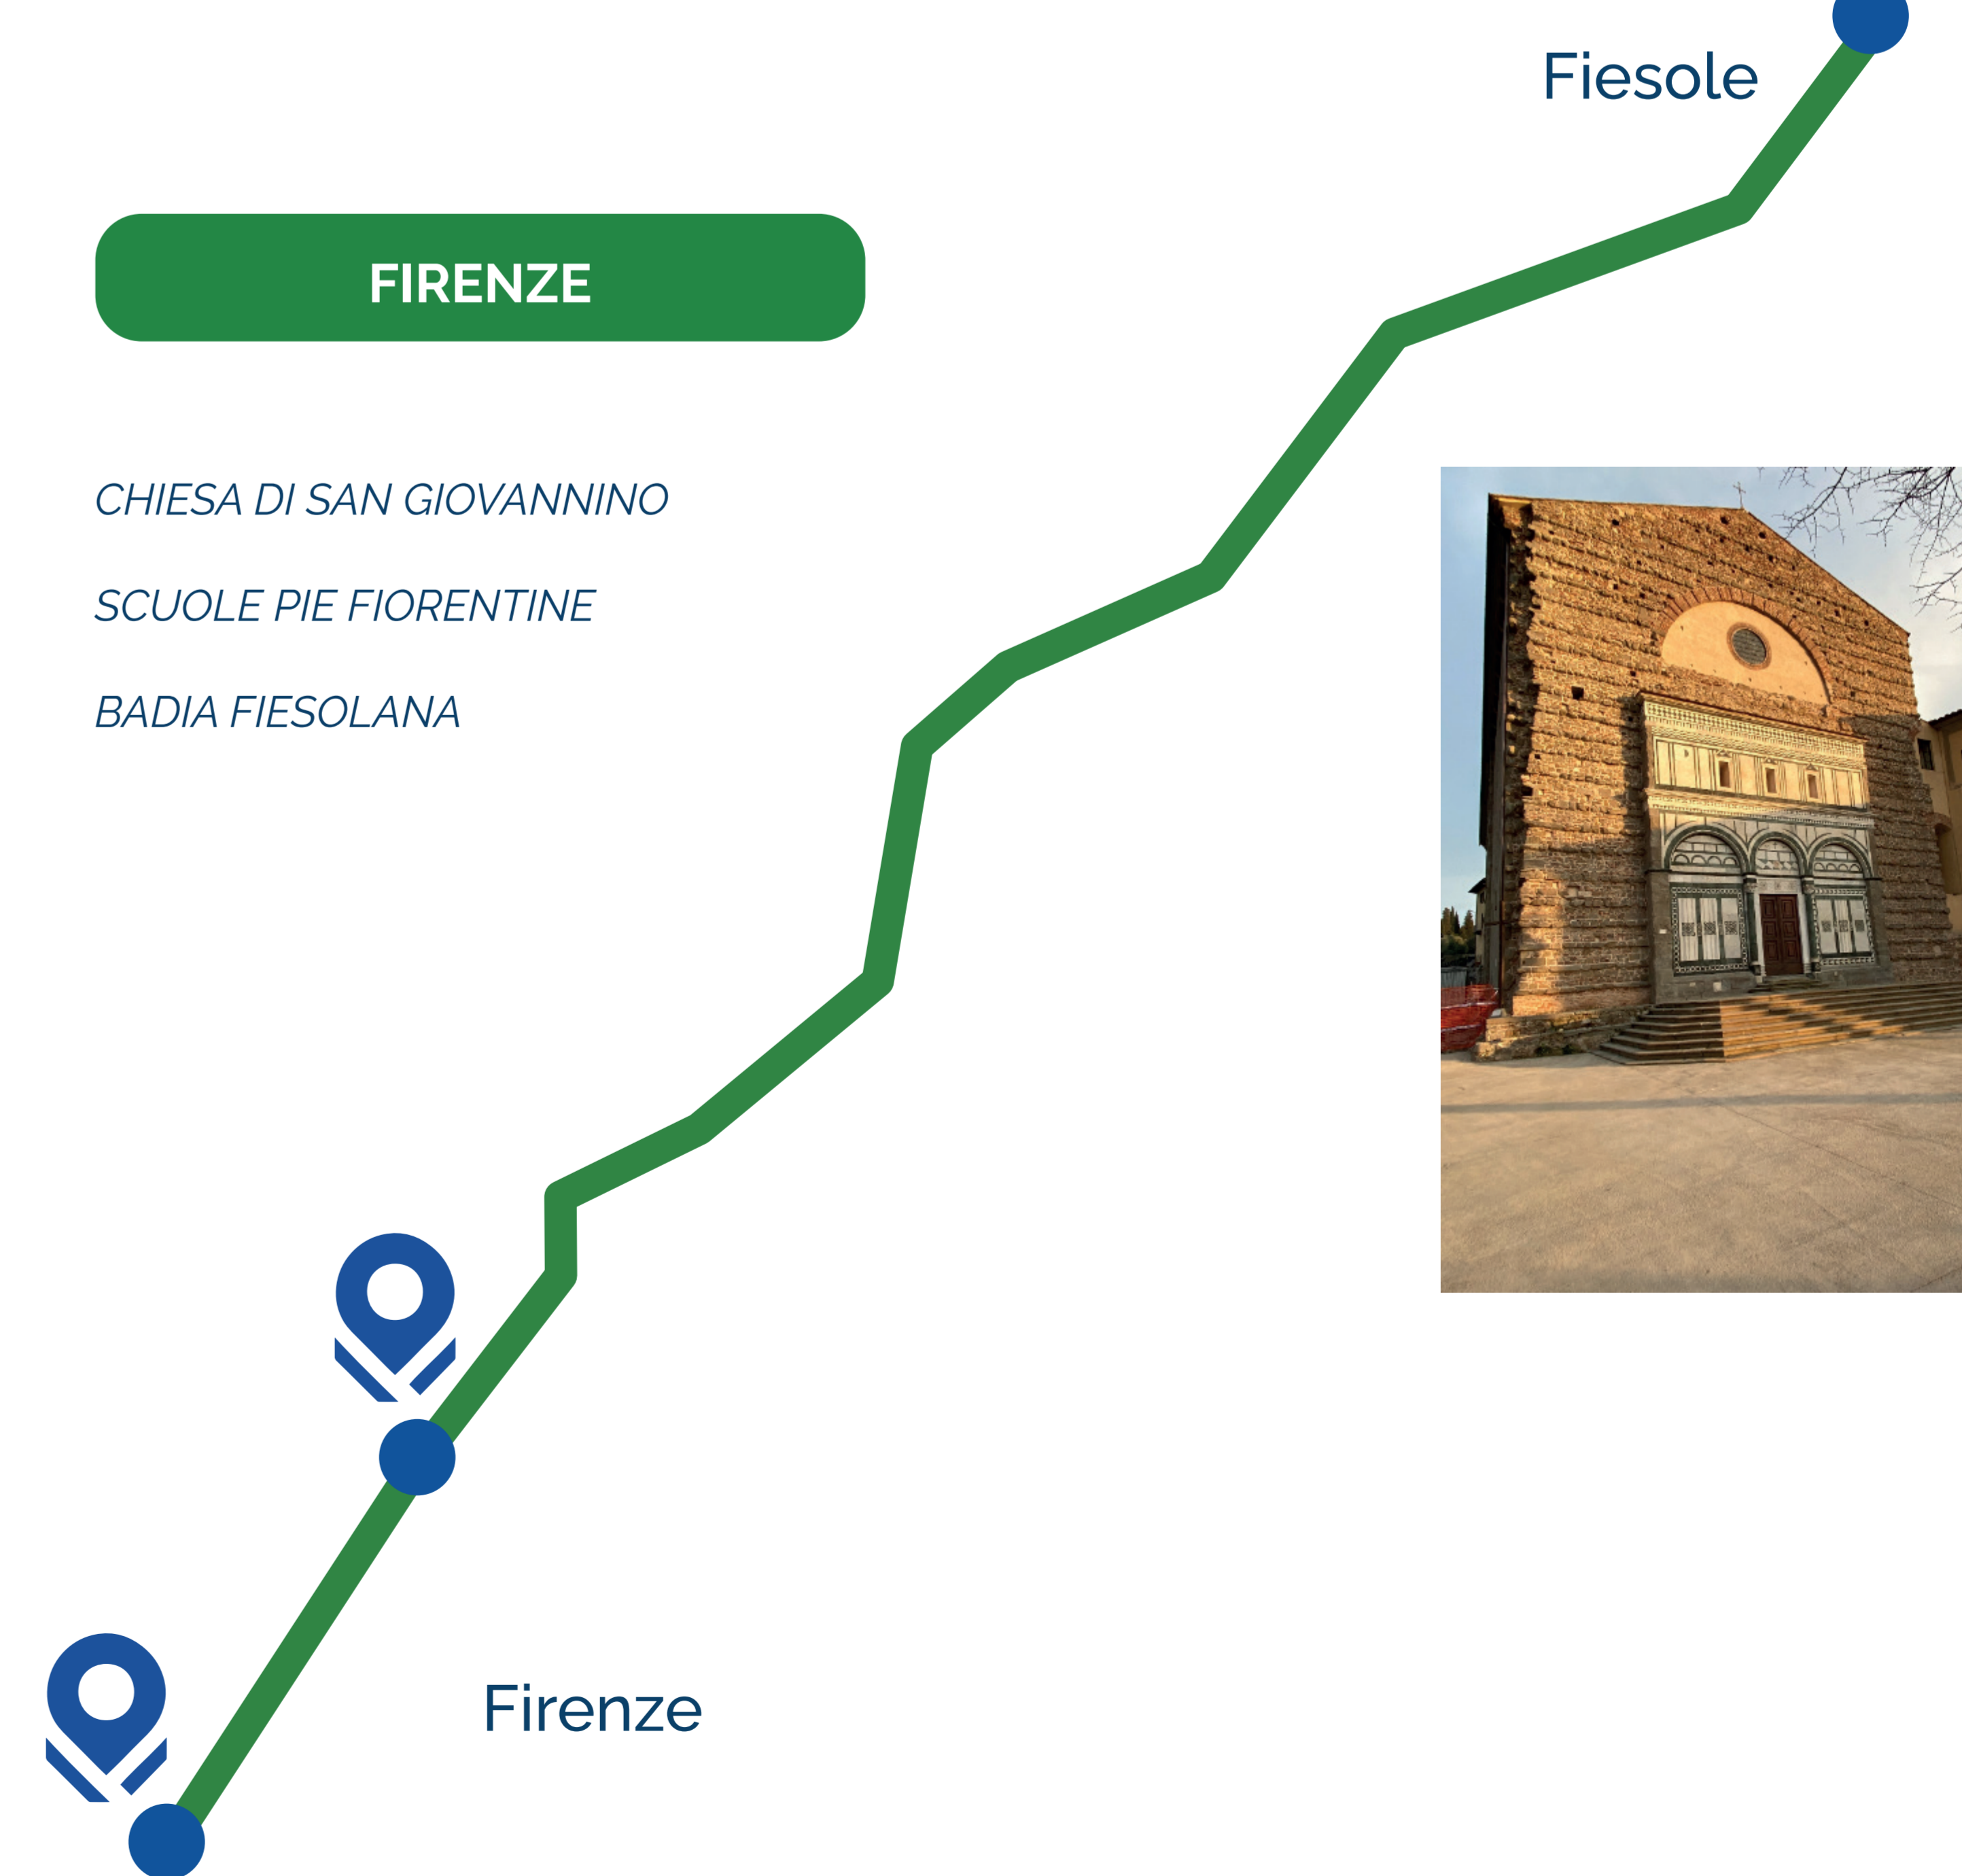 Fiesole
FIRENZE
CHIESA DI SAN GIOVANNINO
SCUOLE PIE FIORENTINE
BADIA FIESOLANA
Firenze